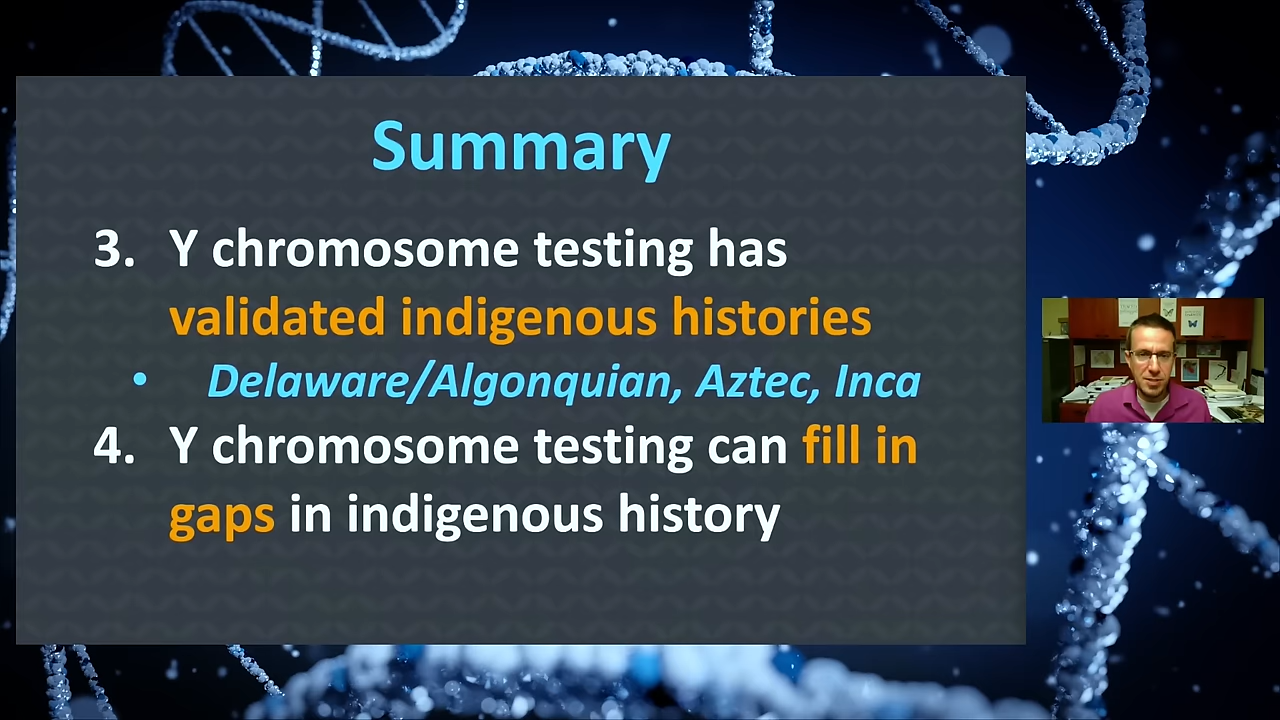 Summary
3. Y chromosome testing has
validated indigenous histories
• Delaware/Algonquian, Aztec, Inca
4. Y chromosome testing can fill in
gaps in indigenous history